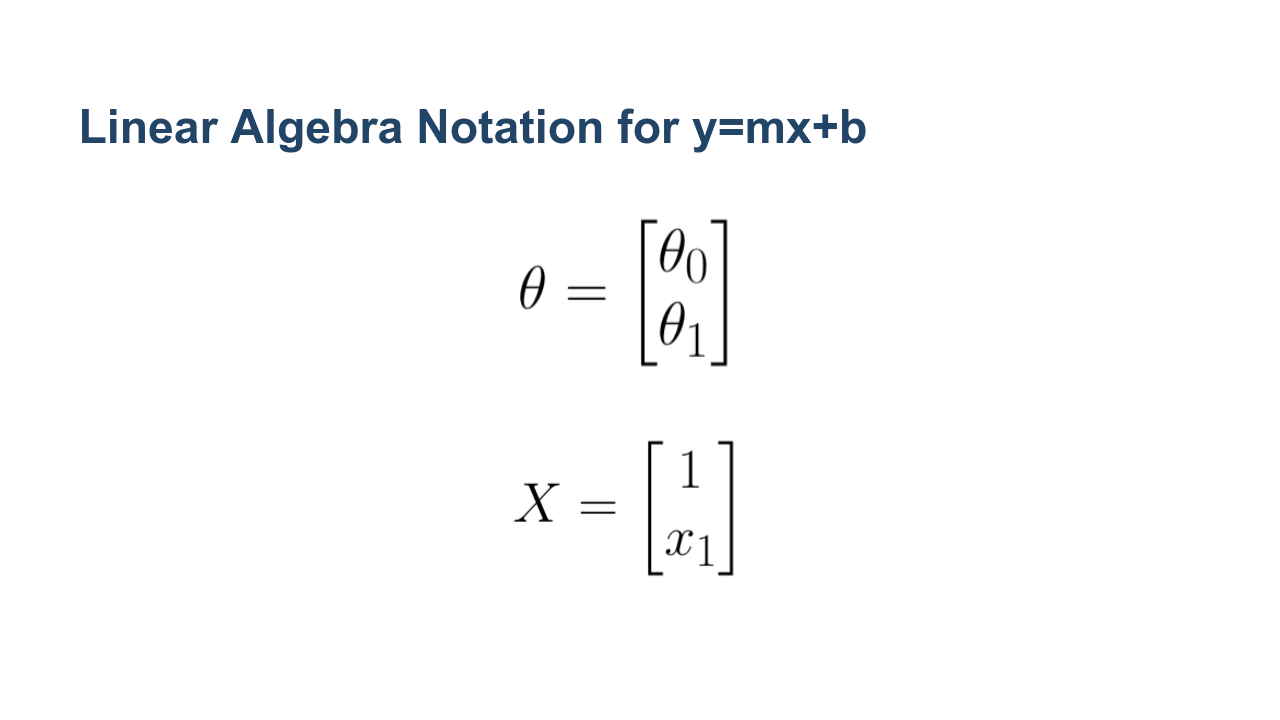 Linear Algebra Notation for y=mx+b
θ = [θ₀
θ₁]
X = [1
x₁]